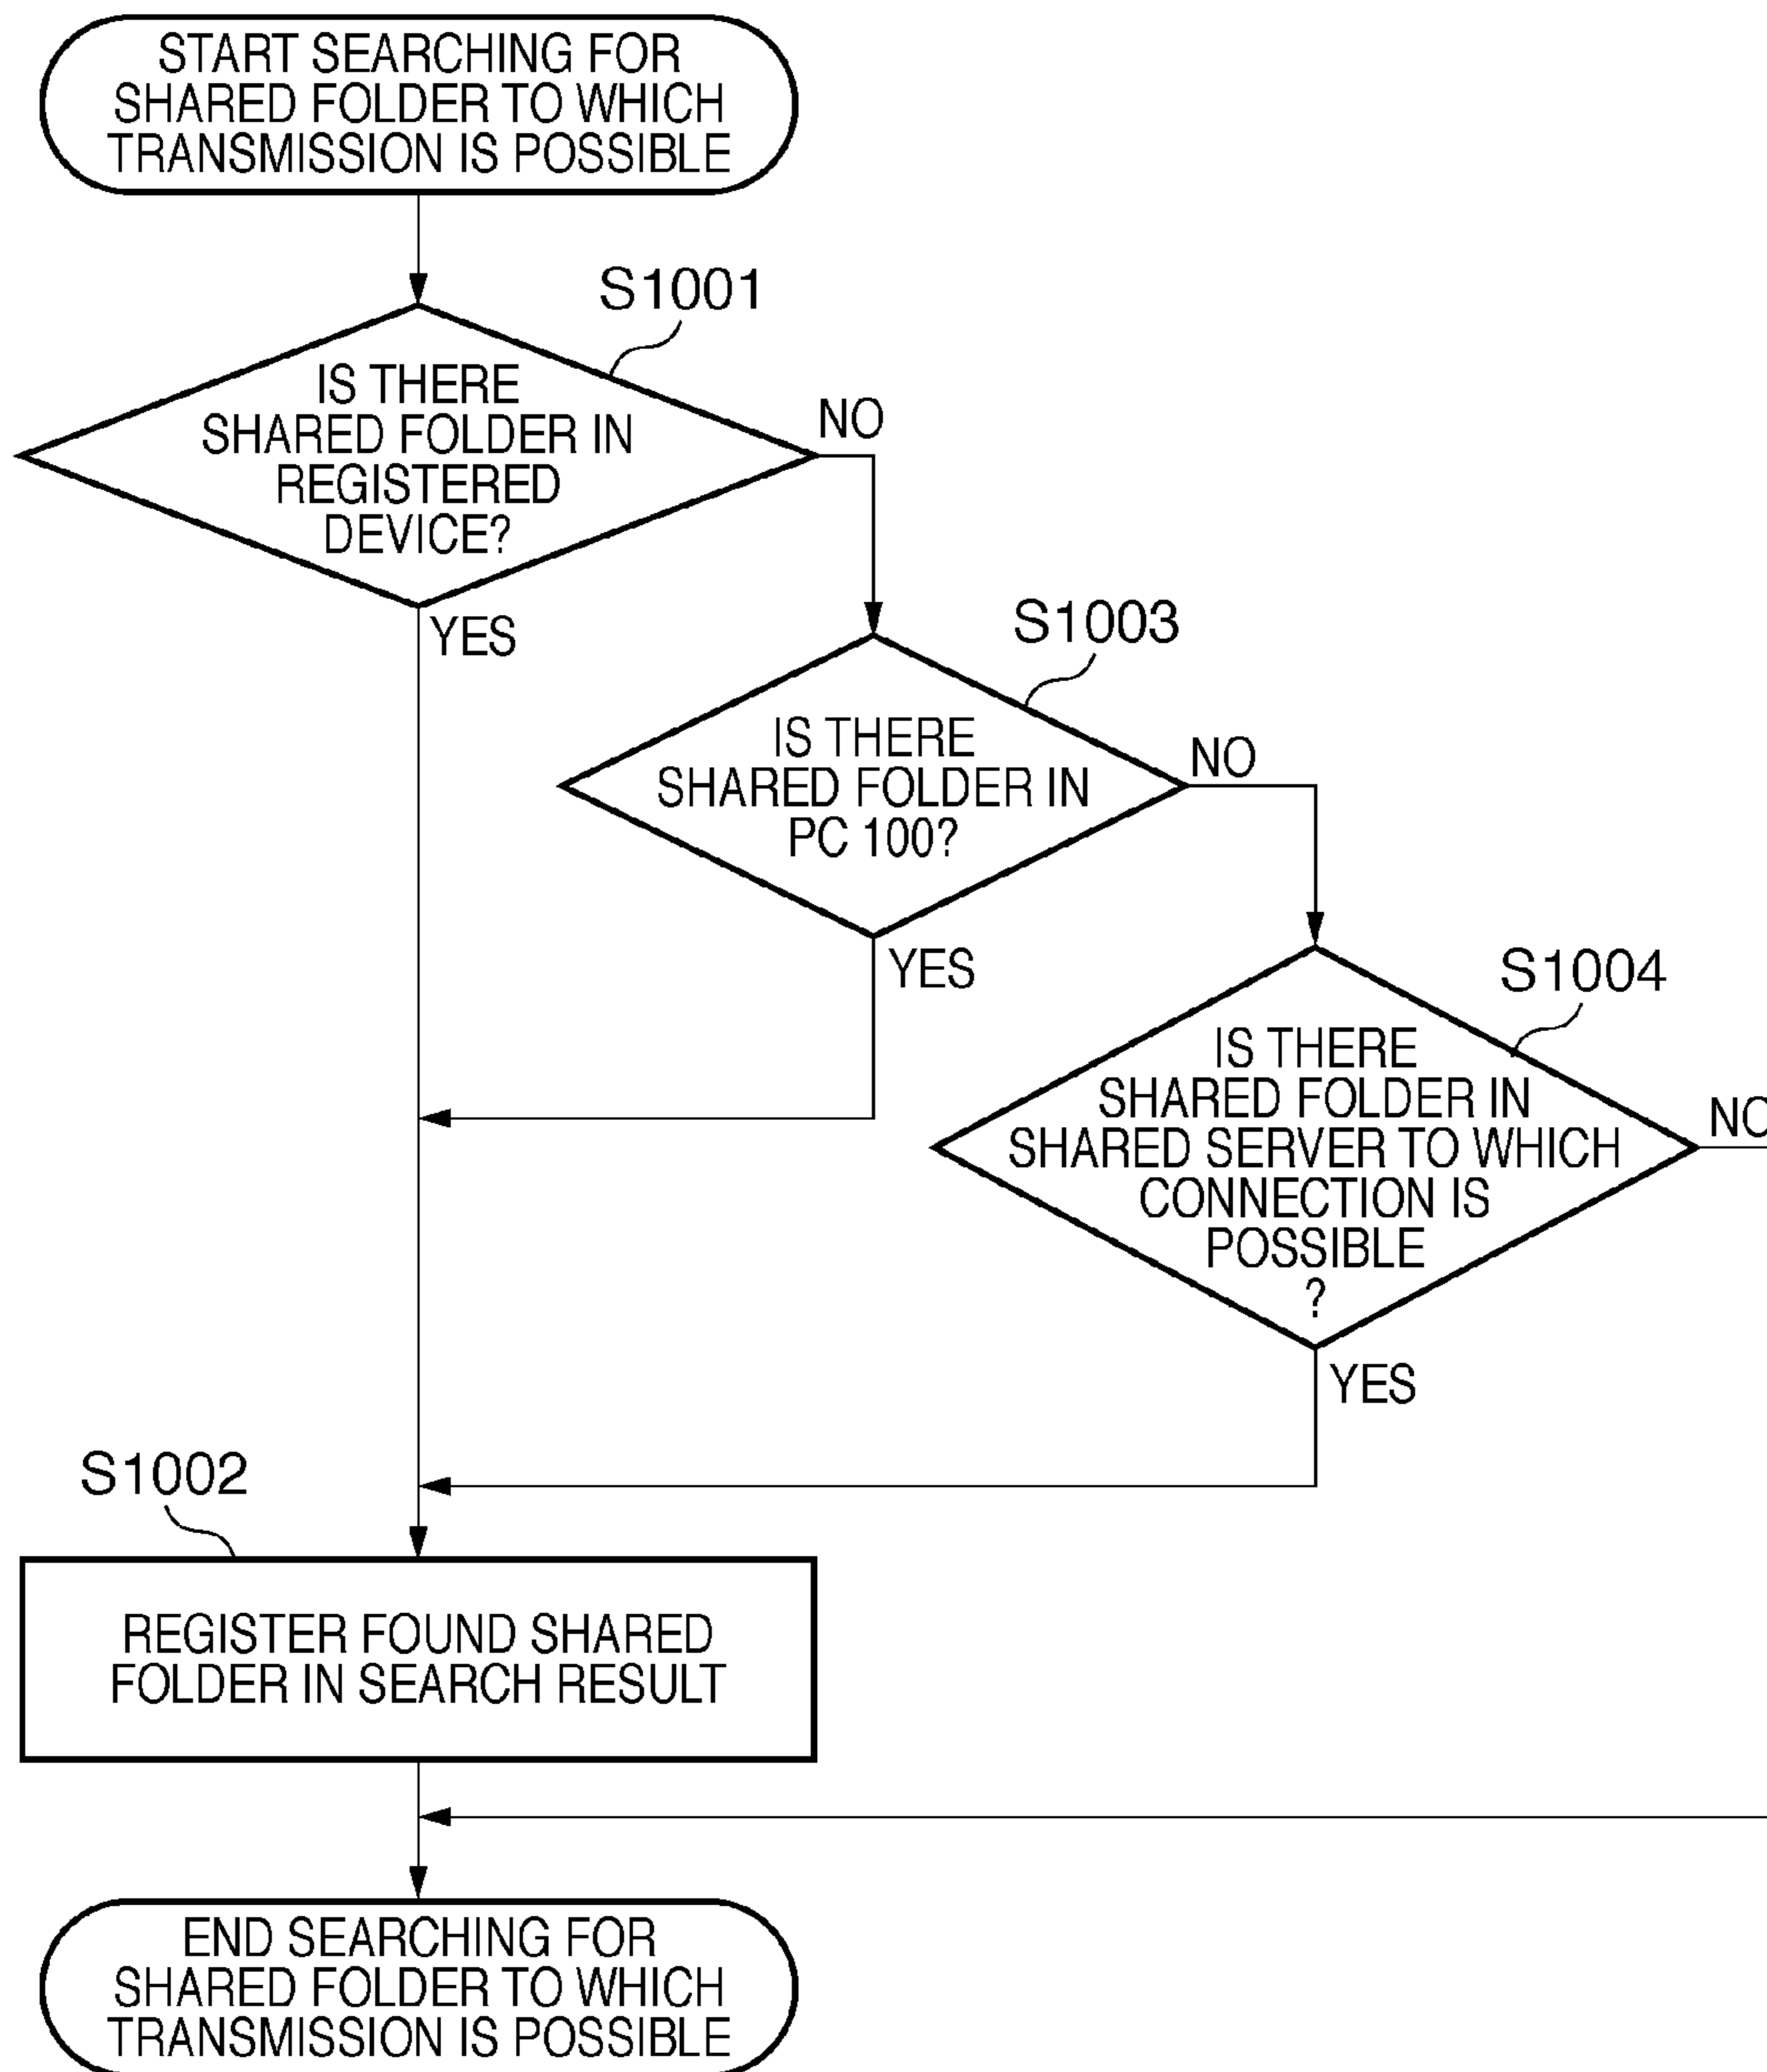 START SEARCHING FOR
SHARED FOLDER TO WHICH
TRANSMISSION IS POSSIBLE
S1001
IS THERE
SHARED FOLDER IN
REGISTERED
DEVICE?
NO
YES
S1003
IS THERE
SHARED FOLDER IN
PC 100?
NO
YES
S1004
IS THERE
SHARED FOLDER IN
SHARED SERVER TO WHICH
CONNECTION IS
POSSIBLE
?
NO
YES
S1002
REGISTER FOUND SHARED
FOLDER IN SEARCH RESULT
END SEARCHING FOR
SHARED FOLDER TO WHICH
TRANSMISSION IS POSSIBLE